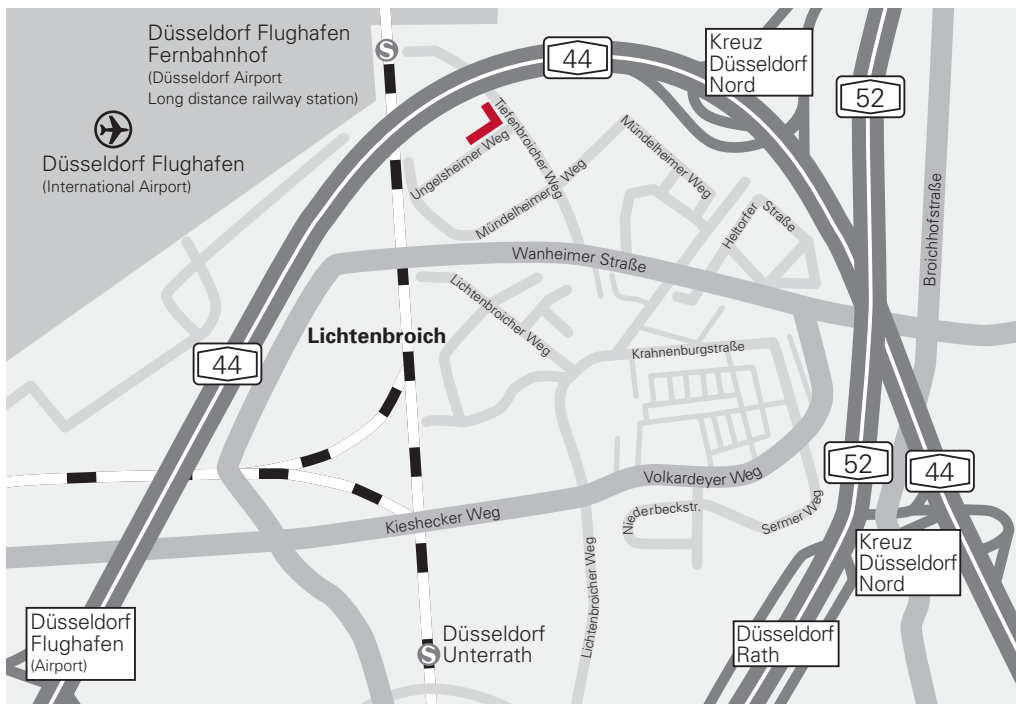 Düsseldorf Flughafen
Fernbahnhof
(Düsseldorf Airport
Long distance railway station)
S
44
Kreuz
Düsseldorf
Nord
52
Düsseldorf Flughafen
(International Airport)
Tiefenbroicher Weg
Ungelsheimer Weg
Mündelheimer Weg
Mündelheimer Weg
Heltorfer
Straße
Broichhofstraße
Wanheimer Straße
Lichtenbroicher Weg
Lichtenbroich
Krahnenburgstraße
44
52
44
Volkardeyer Weg
Kieshecker Weg
Niederbeckstr.
Sermer Weg
Kreuz
Düsseldorf
Nord
Lichtenbroicher Weg
Düsseldorf
Flughafen
(Airport)
S
Düsseldorf
Unterrath
Düsseldorf
Rath